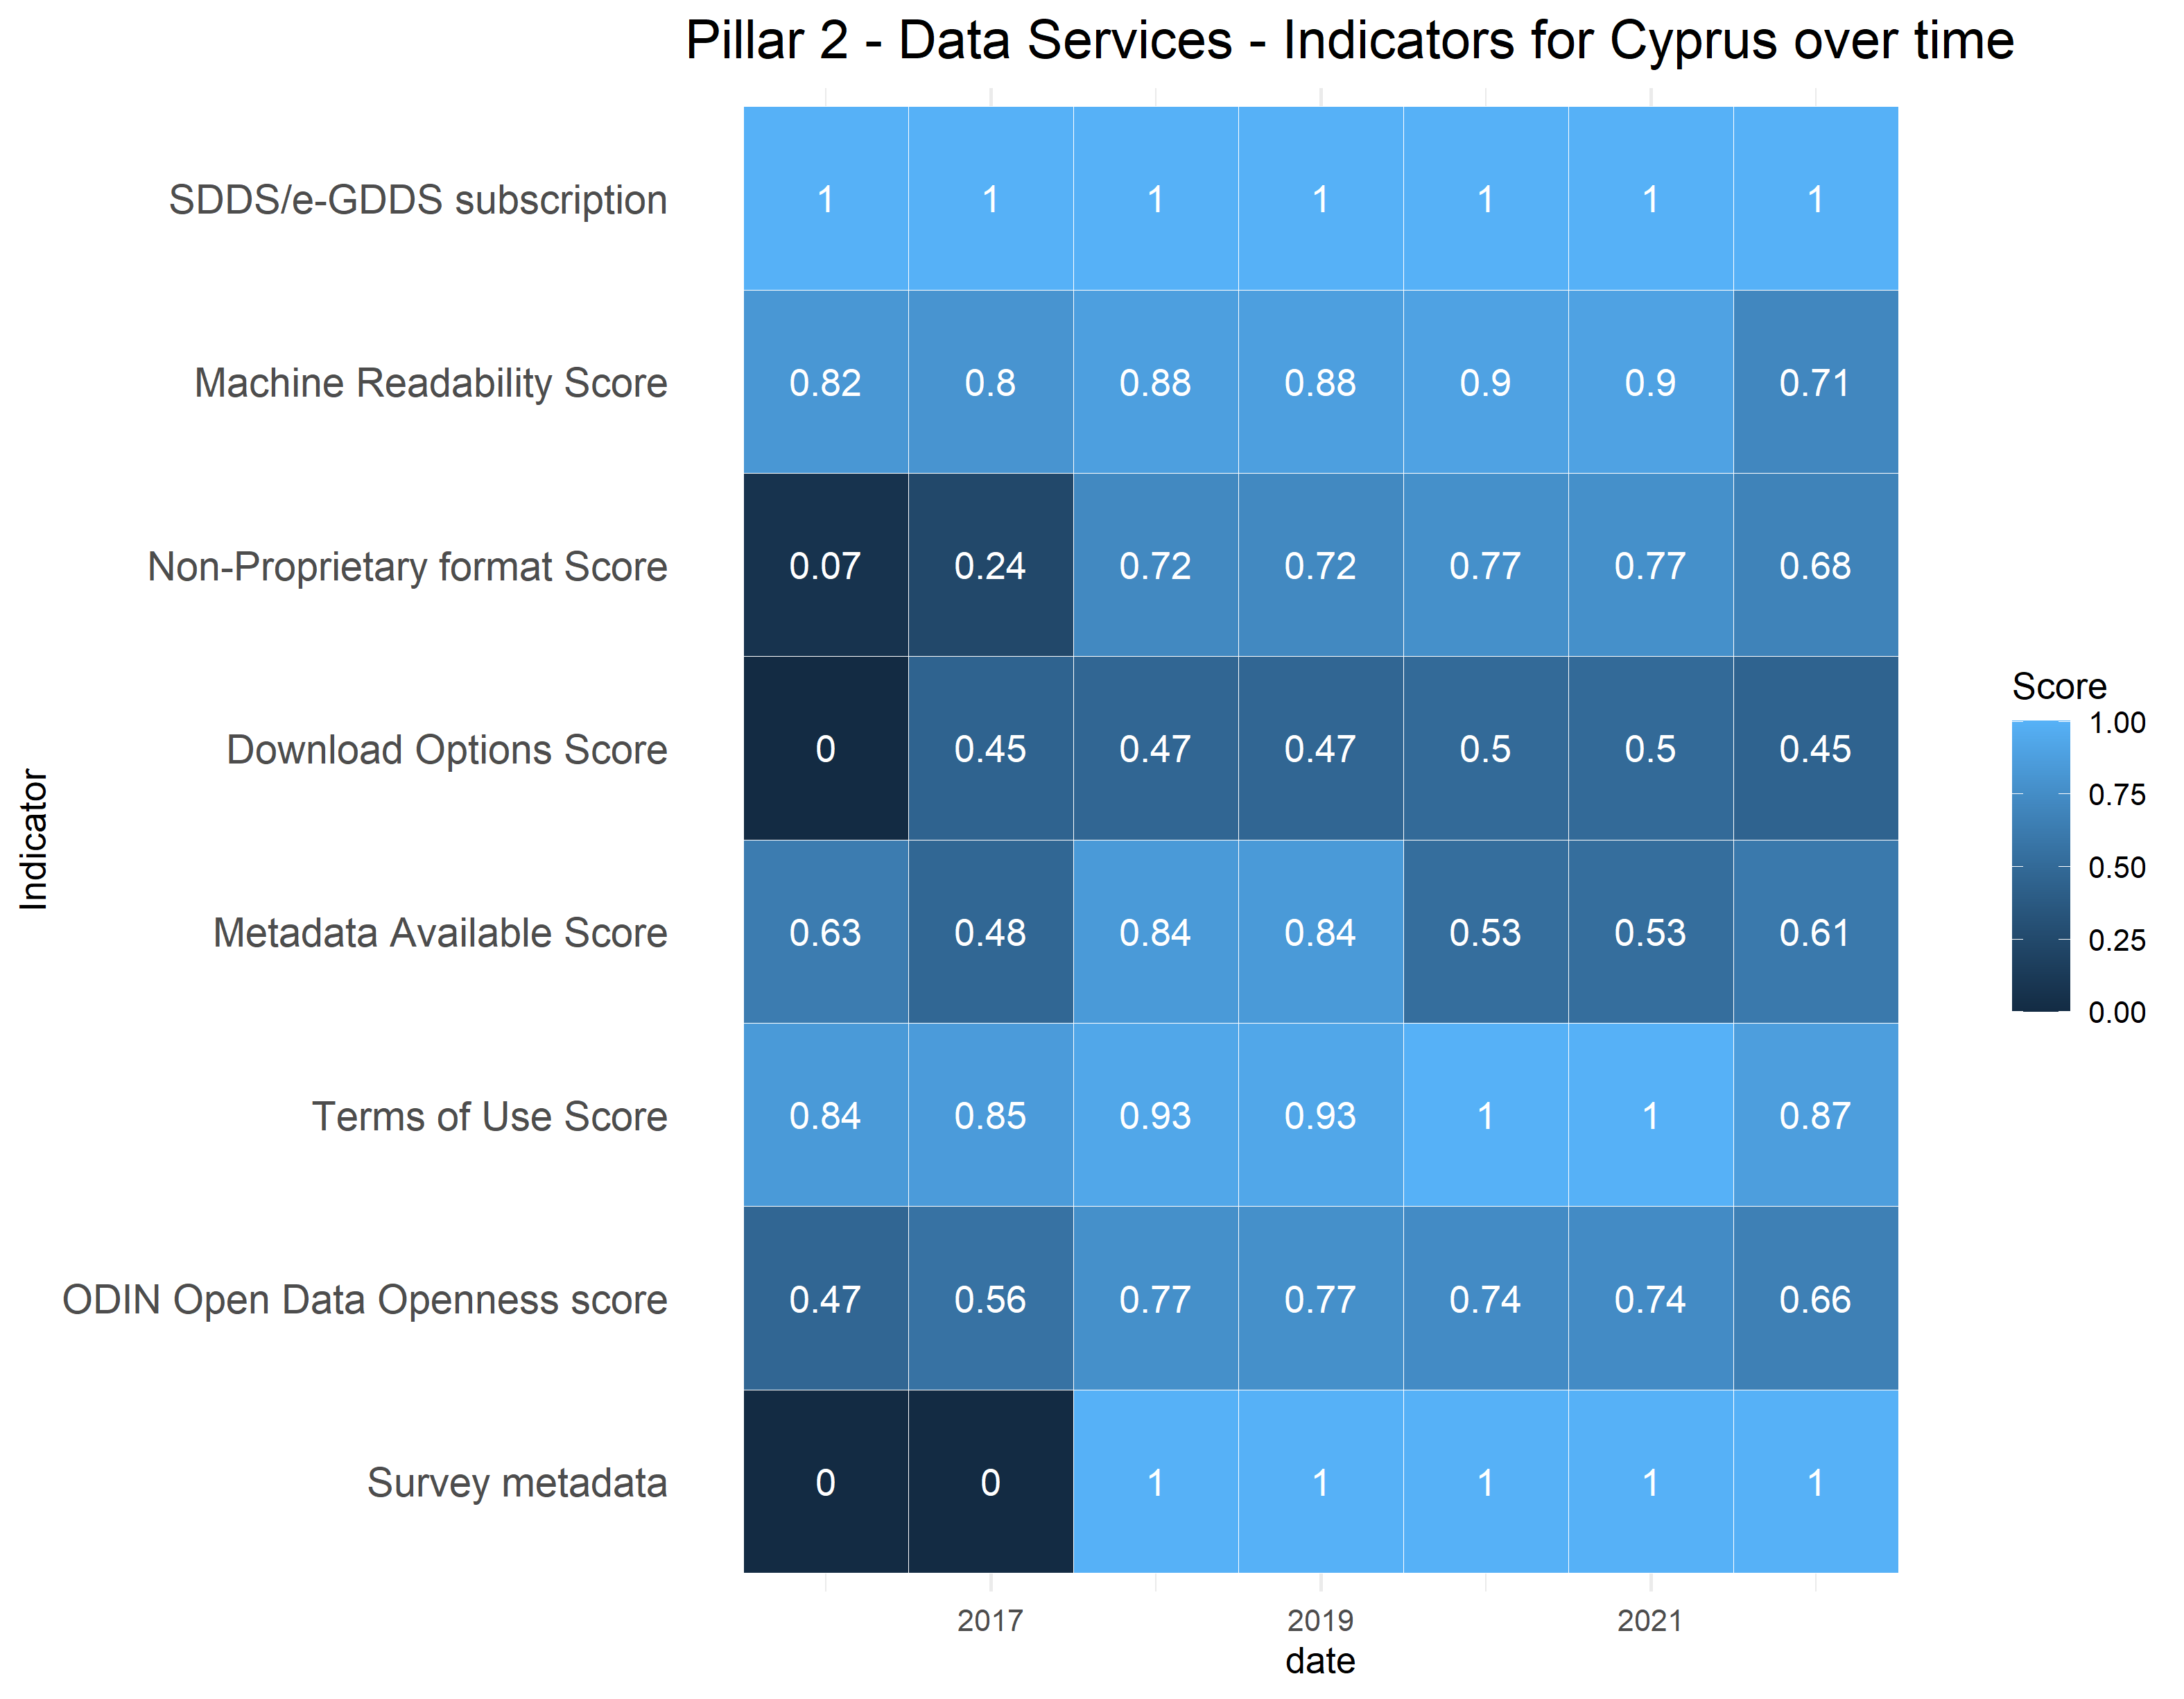 Pillar 2 - Data Services - Indicators for Cyprus over time
SDDS/e-GDDS subscription 1 1 1 1 1 1 1
Machine Readability Score 0.82 0.8 0.88 0.88 0.9 0.9 0.71
Non-Proprietary format Score 0.07 0.24 0.72 0.72 0.77 0.77 0.68
Download Options Score 0 0.45 0.47 0.47 0.5 0.5 0.45
Metadata Available Score 0.63 0.48 0.84 0.84 0.53 0.53 0.61
Terms of Use Score 0.84 0.85 0.93 0.93 1 1 0.87
ODIN Open Data Openness score 0.47 0.56 0.77 0.77 0.74 0.74 0.66
Survey metadata 0 0 1 1 1 1 1
2017 2019 2021
date
Indicator
Score
1.00
0.75
0.50
0.25
0.00